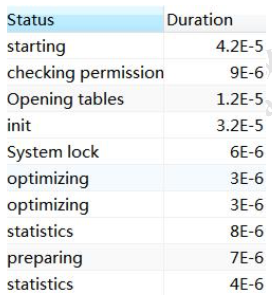 Status Duration
starting 4.2E-5
checking permission 9E-6
Opening tables 1.2E-5
init 3.2E-5
System lock 6E-6
optimizing 3E-6
optimizing 3E-6
statistics 8E-6
preparing 7E-6
statistics 4E-6